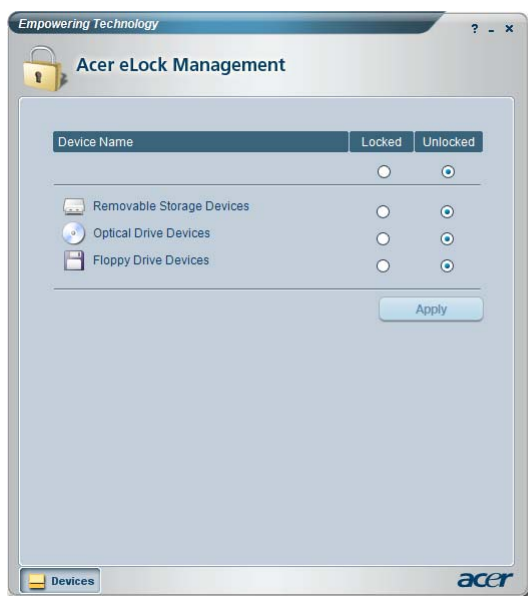 Empowering Technology
? - ×
Acer eLock Management
Device Name Locked Unlocked
Removable Storage Devices
Optical Drive Devices
Floppy Drive Devices
Apply
Devices
acer